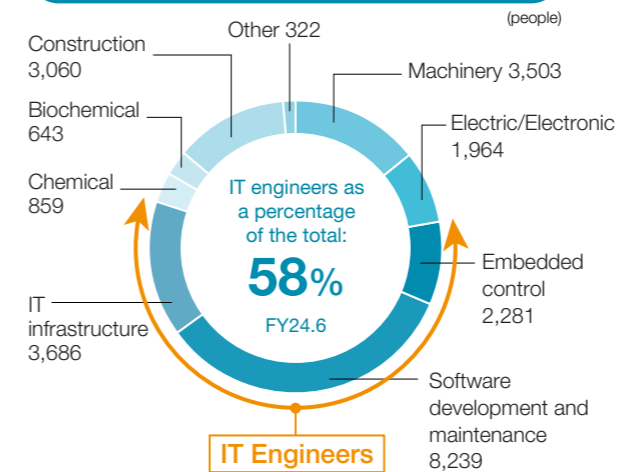 (people)
Other 322
Machinery 3,503
Electric/Electronic
1,964
Embedded
control
2,281
Software
development and
maintenance
8,239
IT
infrastructure
3,686
Chemical
859
Biochemical
643
Construction
3,060
IT engineers as
a percentage
of the total:
58%
FY24.6
IT Engineers